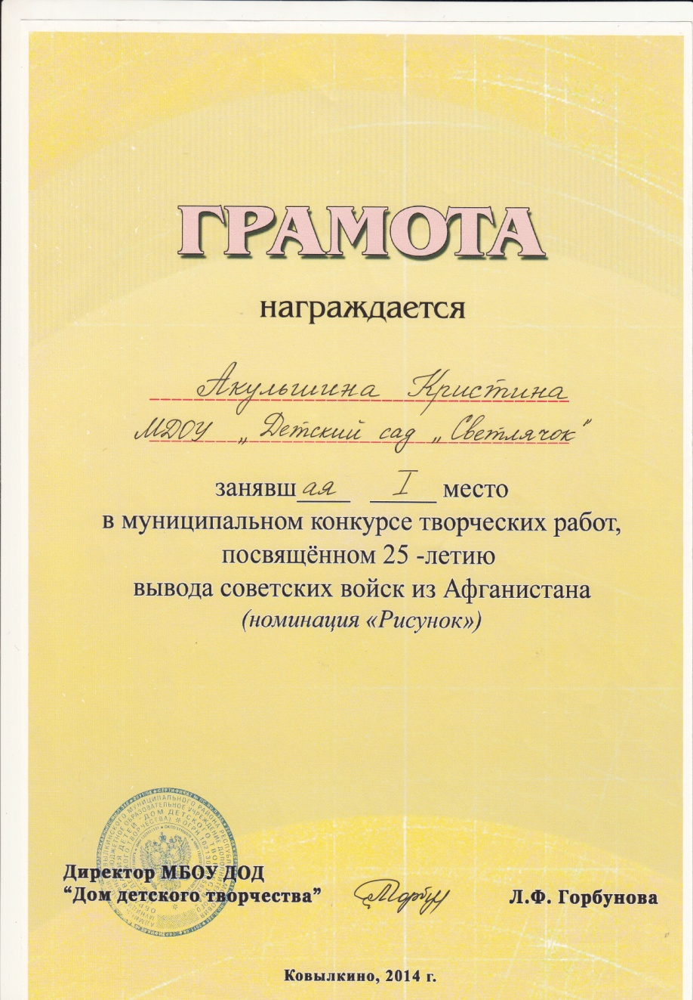 ГРАМОТА
награждается
Акульшина Кристина
МДОУ „Детский сад „Светлячок"
занявшая I место
в муниципальном конкурсе творческих работ,
посвящённом 25 -летию
вывода советских войск из Афганистана
(номинация «Рисунок»)
Директор МБОУ ДОД
“Дом детского творчества”
Л.Ф. Горбунова
Ковылкино, 2014 г.